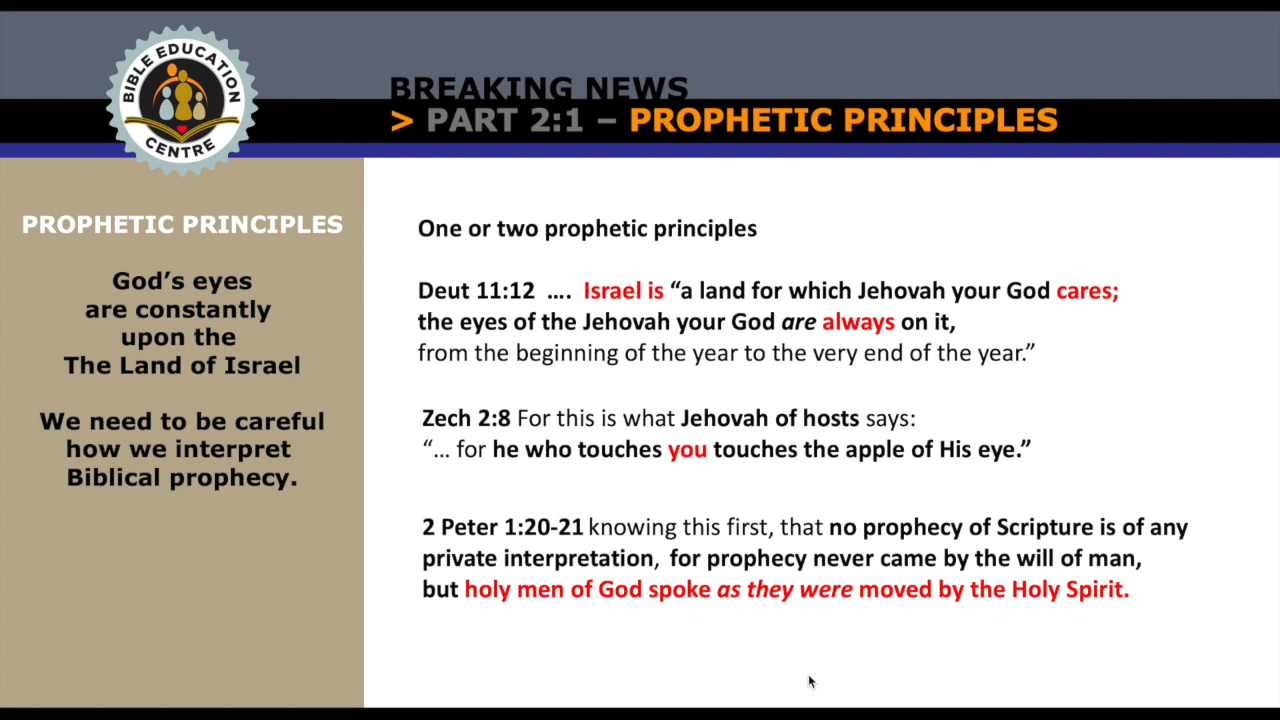 BIBLE EDUCATION
CENTRE
BREAKING NEWS
> PART 2:1 – PROPHETIC PRINCIPLES
PROPHETIC PRINCIPLES
God’s eyes
are constantly
upon the
The Land of Israel
We need to be careful
how we interpret
Biblical prophecy.
One or two prophetic principles
Deut 11:12 .... Israel is “a land for which Jehovah your God cares;
the eyes of the Jehovah your God are always on it,
from the beginning of the year to the very end of the year.”
Zech 2:8 For this is what Jehovah of hosts says:
“... for he who touches you touches the apple of His eye.”
2 Peter 1:20-21 knowing this first, that no prophecy of Scripture is of any
private interpretation, for prophecy never came by the will of man,
but holy men of God spoke as they were moved by the Holy Spirit.